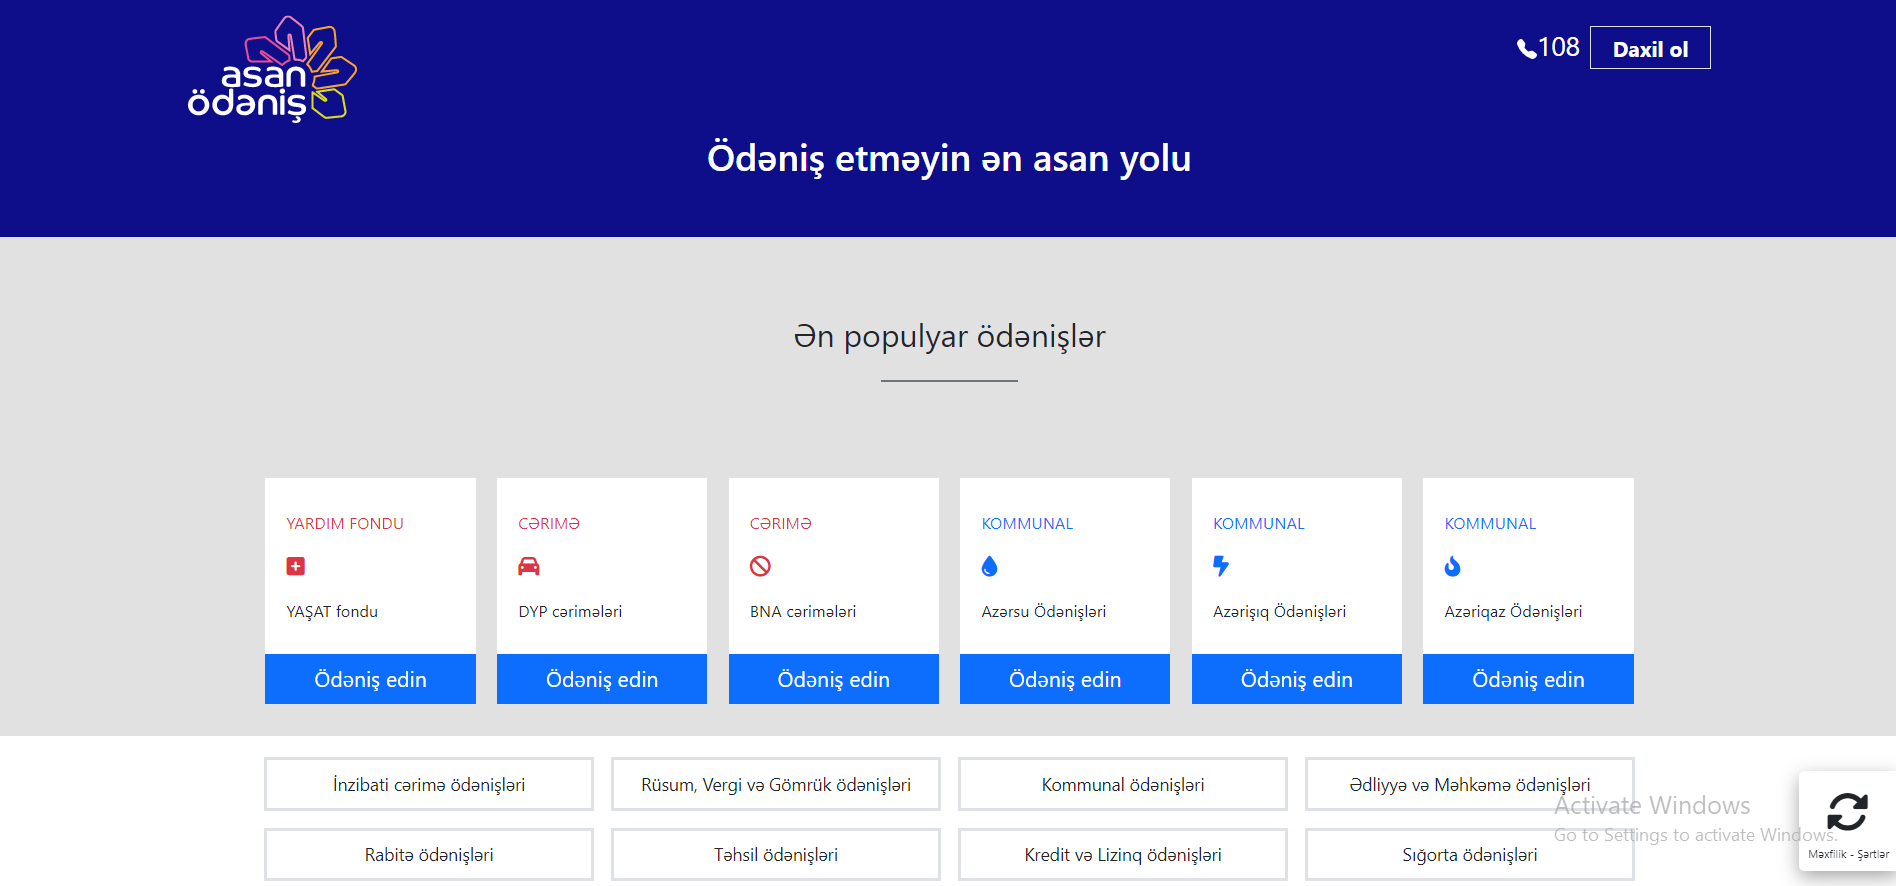 asan
ödəniş
108
Daxil ol
Ödəniş etməyin ən asan yolu
Ən populyar ödənişlər
YARDIM FONDU
YAŞAT fondu
Ödəniş edin
CƏRIMƏ
DYP cərimələri
Ödəniş edin
CƏRIMƏ
BNA cərimələri
Ödəniş edin
KOMMUNAL
Azərsu Ödənişləri
Ödəniş edin
KOMMUNAL
Azərişıq Ödənişləri
Ödəniş edin
KOMMUNAL
Azəriqaz Ödənişləri
Ödəniş edin
İnzibati cərimə ödənişləri
Rüsum, Vergi və Gömrük ödənişləri
Kommunal ödənişləri
Ədliyyə və Məhkəmə ödənişləri
Rabitə ödənişləri
Təhsil ödənişləri
Kredit və Lizinq ödənişləri
Sığorta ödənişləri
Activate Windows
Go to Settings to activate Windows.
Məxfilik - Şərtlər